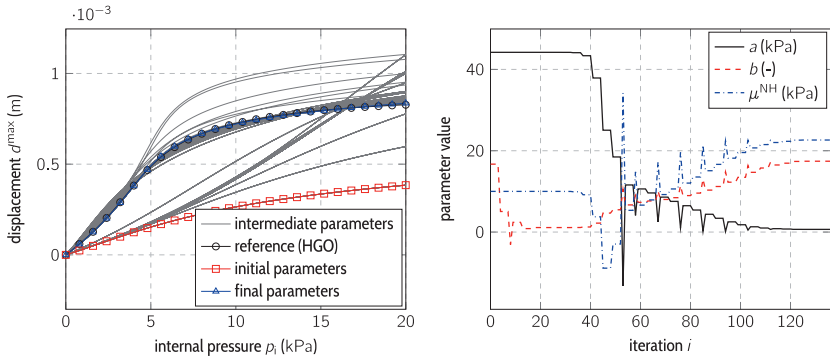 ·10⁻³
1
0.5
0
displacement d^max (m)
0 5 10 15 20
internal pressure pᵢ (kPa)
intermediate parameters
reference (HGO)
initial parameters
final parameters
40
20
0
parameter value
0 20 40 60 80 100 120
iteration i
a (kPa)
b (-)
μ^NH (kPa)